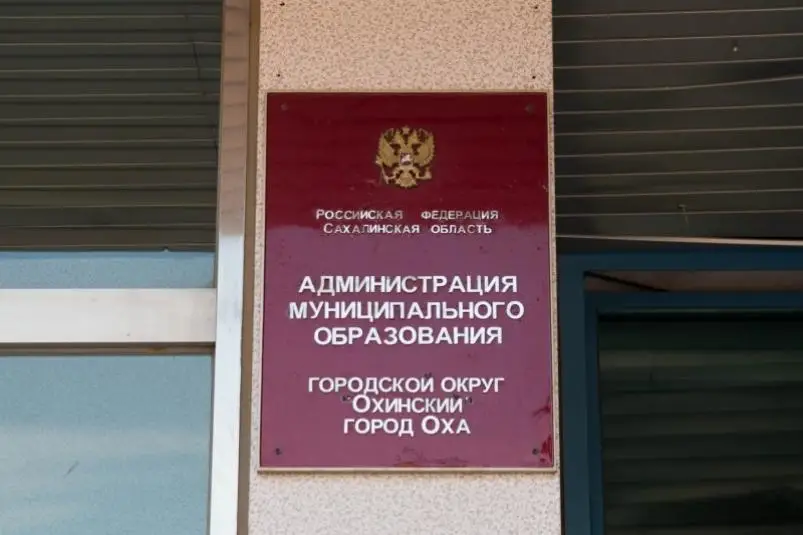 Российская Федерация
Сахалинская область
АДМИНИСТРАЦИЯ
МУНИЦИПАЛЬНОГО
ОБРАЗОВАНИЯ
ГОРОДСКОЙ ОКРУГ
"Охинский"
ГОРОД ОХА